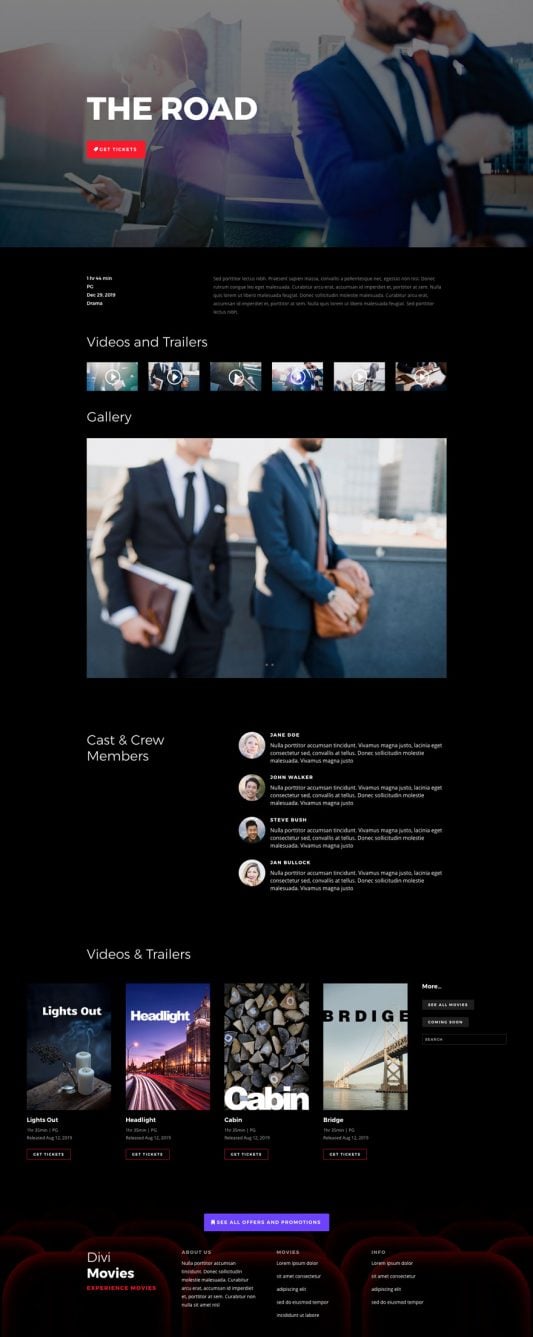 THE ROAD
GET TICKETS
1 hr 44 min
PG
Dec 29, 2019
Drama
Sed porttitor lectus nibh. Praesent sapien massa, convallis a pellentesque nec, egestas non nisi. Donec
rutrum congue leo eget malesuada. Curabitur arcu erat, accumsan id imperdiet et, porttitor at sem. Nulla
quis lorem ut libero malesuada feugiat. Donec sollicitudin molestie malesuada. Curabitur arcu erat,
accumsan id imperdiet et, porttitor at sem. Nulla quis lorem ut libero malesuada feugiat. Sed porttitor
lectus nibh.
Videos and Trailers
Gallery
Cast & Crew
Members
JANE DOE
Nulla porttitor accumsan tincidunt. Vivamus magna justo, lacinia eget
consectetur sed, convallis at tellus. Donec sollicitudin molestie
malesuada. Vivamus magna justo
JOHN WALKER
Nulla porttitor accumsan tincidunt. Vivamus magna justo, lacinia eget
consectetur sed, convallis at tellus. Donec sollicitudin molestie
malesuada. Vivamus magna justo
STEVE BUSH
Nulla porttitor accumsan tincidunt. Vivamus magna justo, lacinia eget
consectetur sed, convallis at tellus. Donec sollicitudin molestie
malesuada. Vivamus magna justo
JAN BULLOCK
Nulla porttitor accumsan tincidunt. Vivamus magna justo, lacinia eget
consectetur sed, convallis at tellus. Donec sollicitudin molestie
malesuada. Vivamus magna justo
Videos & Trailers
Lights Out
Lights Out
1hr 35min | PG
Released Aug 12, 2019
GET TICKETS
Headlight
Headlight
1hr 35min | PG
Released Aug 12, 2019
GET TICKETS
Cabin
Cabin
1hr 35min | PG
Released Aug 12, 2019
GET TICKETS
BRDIGE
Bridge
1hr 35min | PG
Released Aug 12, 2019
GET TICKETS
More..
SEE ALL MOVIES
COMING SOON
SEARCH
SEE ALL OFFERS AND PROMOTIONS
Divi
Movies
EXPERIENCE MOVIES
ABOUT US
Nulla porttitor accumsan
tincidunt. Donec sollicitudin
molestie malesuada. Curabitur
arcu erat, accumsan id imperdiet
et, porttitor at sem. Quisque non
nulla sit amet nisl
MOVIES
Lorem ipsum dolor
sit amet consectetur
adipiscing elit
sed do eiusmod tempor
incididunt ut labore
INFO
Lorem ipsum dolor
sit amet consectetur
adipiscing elit
sed do eiusmod tempor